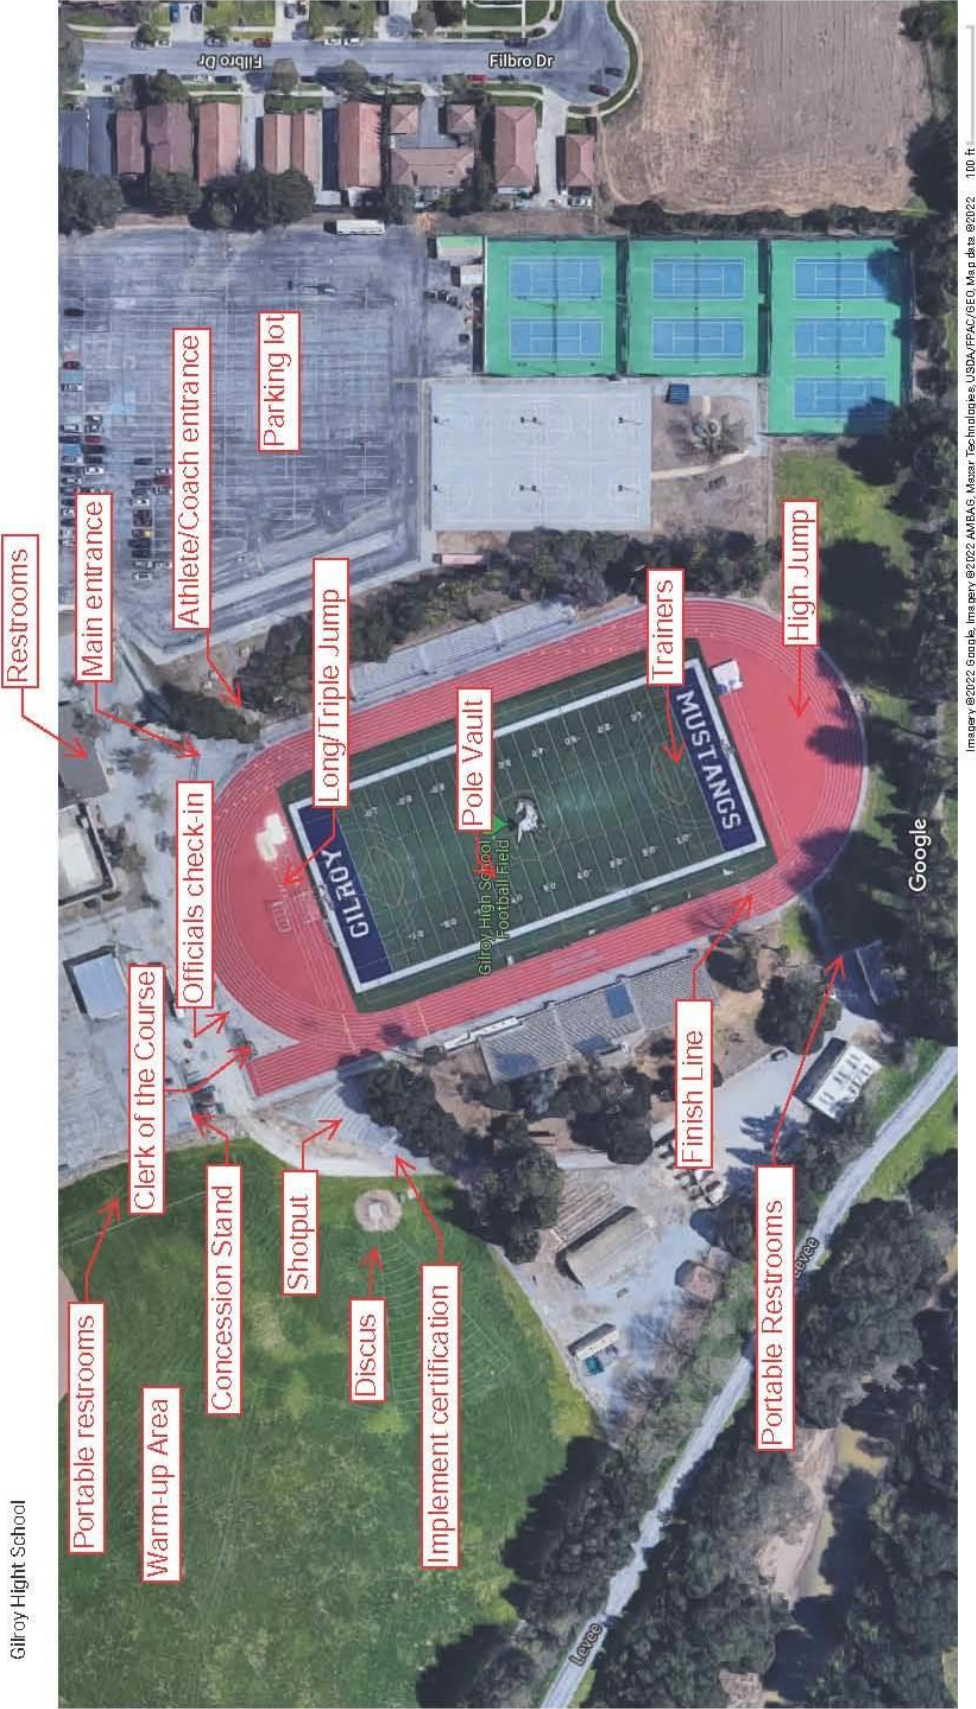 Gilroy Hight School
Restrooms
Portable restrooms
Main entrance
Clerk of the Course
Warm-up Area
Officials check-in
Athlete/Coach entrance
Concession Stand
Parking lot
Shotput
Long/Triple Jump
Discus
Implement certification
Pole Vault
Trainers
Finish Line
High Jump
Portable Restrooms
Filbro Dr
Filbro Dr
GILROY
MUSTANGS
Gilroy High School
Football Field
Levee
Levee
Google
Imagery ©2022 Google, Imagery ©2022 AMBAG, Maxar Technologies, USDA/FPAC/GEO, Map data ©2022
100 ft